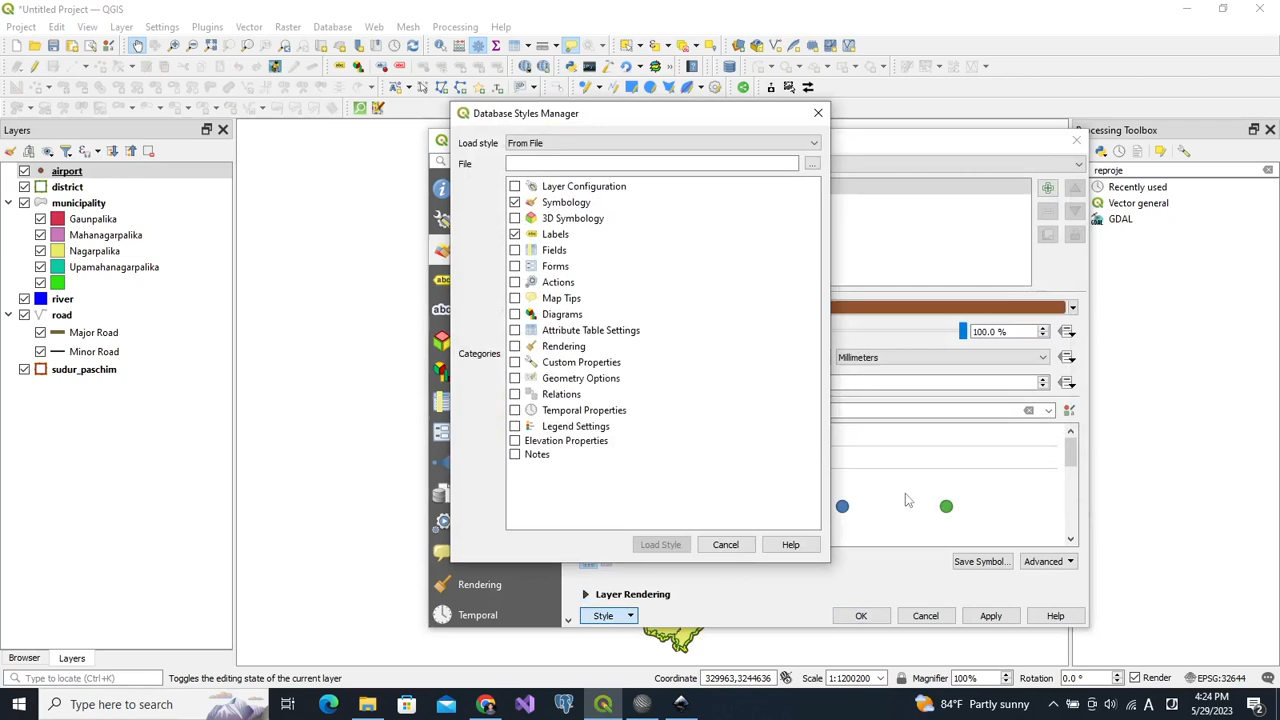 *Untitled Project — QGIS
Project Edit View Layer Settings Plugins Vector Raster Database Web Mesh Processing Help
Layers
airport
district
municipality
Gaunpalika
Mahanagarpalika
Nagarpalika
Upamahanagarpalika
river
road
Major Road
Minor Road
sudur_paschim
Database Styles Manager
Load style From File
File
...
Layer Configuration
Symbology
3D Symbology
Labels
Fields
Forms
Actions
Map Tips
Diagrams
Attribute Table Settings
Rendering
Categories
Custom Properties
Geometry Options
Relations
Temporal Properties
Legend Settings
Elevation Properties
Notes
Load Style Cancel Help
100.0 %
Millimeters
Save Symbol... Advanced
Rendering
Temporal
Layer Rendering
Style OK Cancel Apply Help
Processing Toolbox
reproje
Recently used
Vector general
GDAL
Browser Layers
Type to locate (Ctrl+K) Toggles the editing state of the current layer Coordinate 329963,3244636 Scale 1:1200200 Magnifier 100% Rotation 0.0 ° Render EPSG:32644
Type here to search 84°F Partly sunny 4:24 PM
5/29/2023